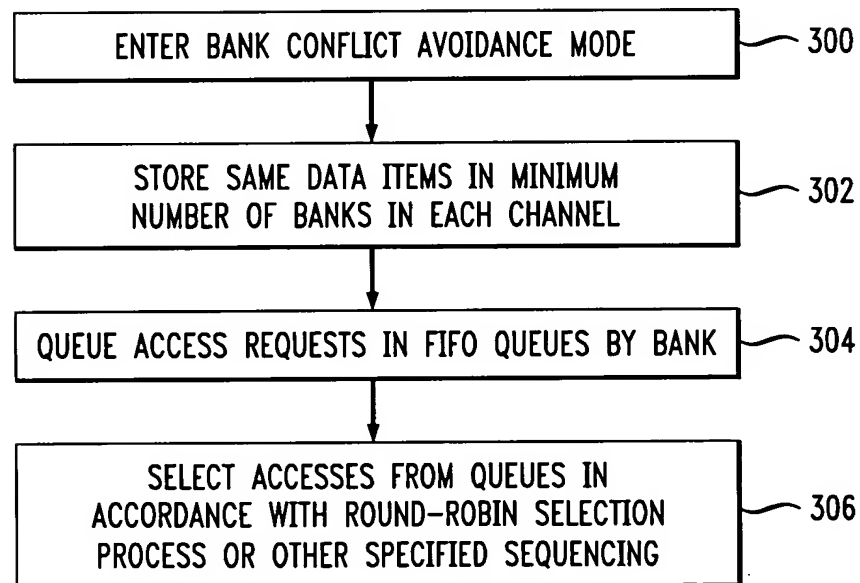 ENTER BANK CONFLICT AVOIDANCE MODE
300
STORE SAME DATA ITEMS IN MINIMUM
NUMBER OF BANKS IN EACH CHANNEL
302
QUEUE ACCESS REQUESTS IN FIFO QUEUES BY BANK
304
SELECT ACCESSES FROM QUEUES IN
ACCORDANCE WITH ROUND-ROBIN SELECTION
PROCESS OR OTHER SPECIFIED SEQUENCING
306